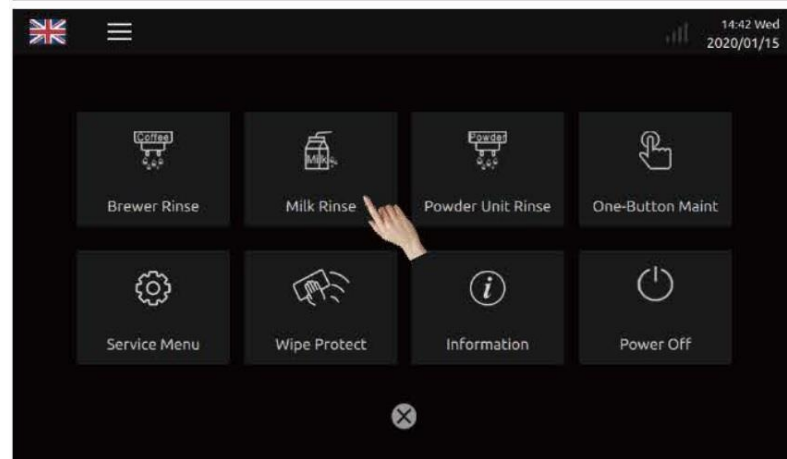 14:42 Wed
2020/01/15
Coffee
Milk
Powder
Brewer Rinse
Milk Rinse
Powder Unit Rinse
One-Button Maint
i
Service Menu
Wipe Protect
Information
Power Off